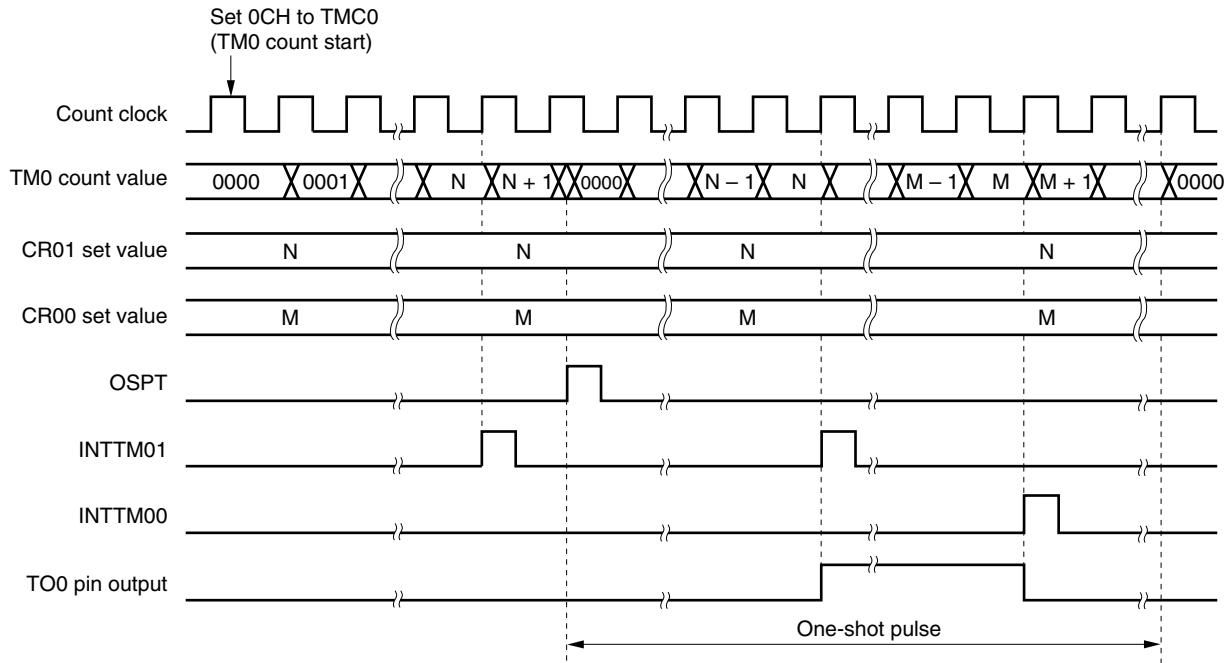 Set 0CH to TMC0
(TM0 count start)
Count clock
TM0 count value 0000 0001 N N + 1 0000 N – 1 N M – 1 M M + 1 0000
CR01 set value N N N N
CR00 set value M M M M
OSPT
INTTM01
INTTM00
TO0 pin output
One-shot pulse